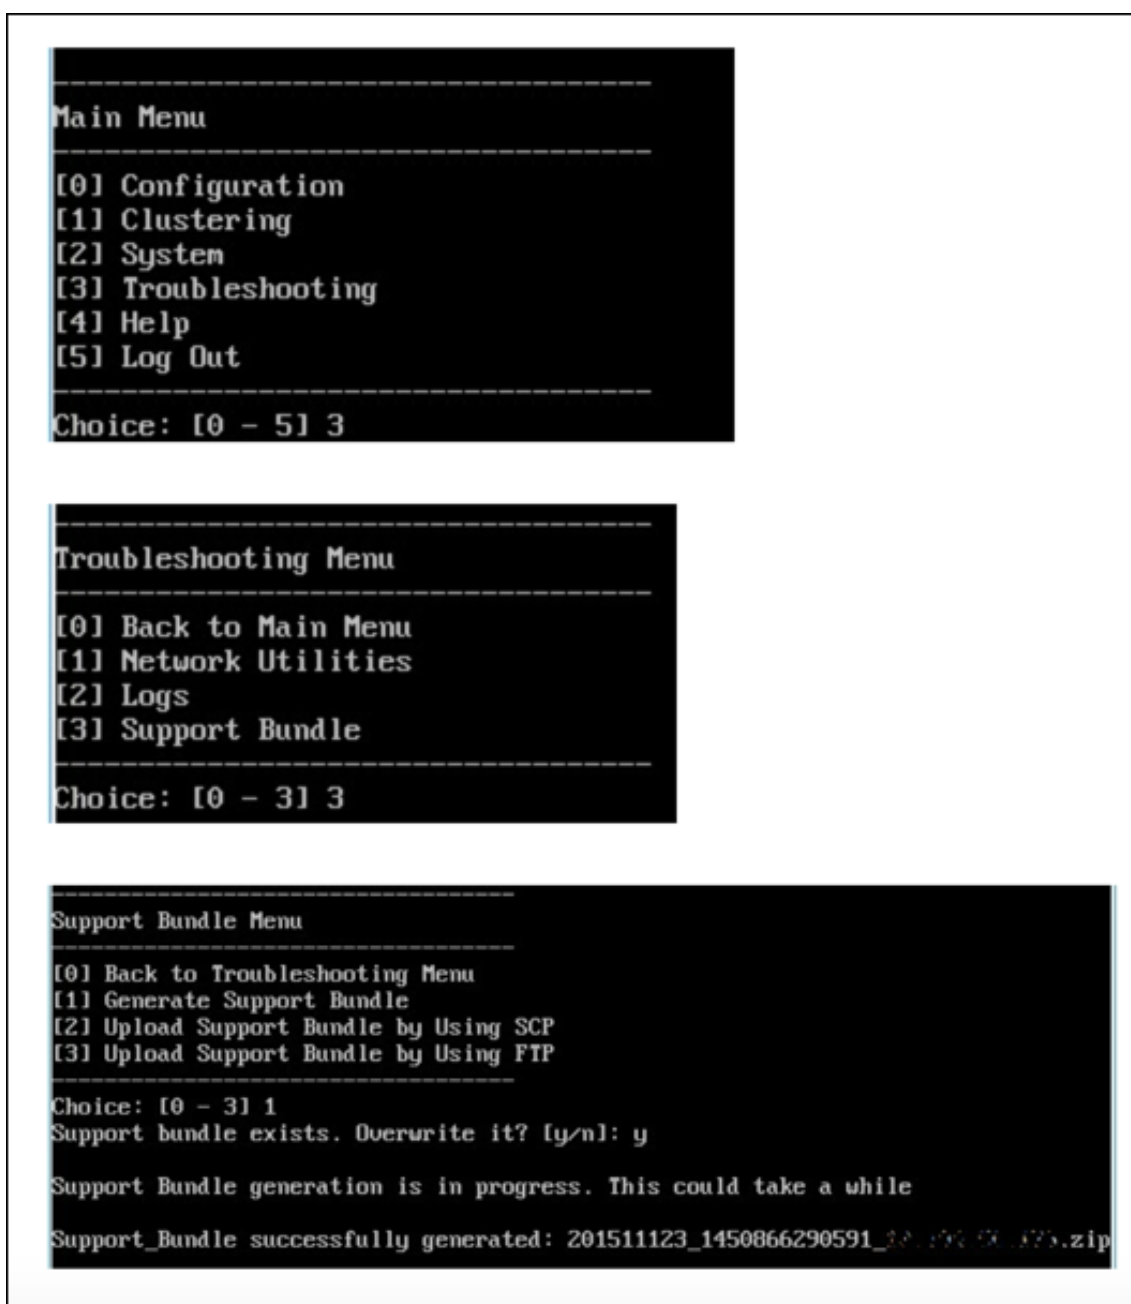 Main Menu
[0] Configuration
[1] Clustering
[2] System
[3] Troubleshooting
[4] Help
[5] Log Out
Choice: [0 - 5] 3
Troubleshooting Menu
[0] Back to Main Menu
[1] Network Utilities
[2] Logs
[3] Support Bundle
Choice: [0 - 3] 3
Support Bundle Menu
[0] Back to Troubleshooting Menu
[1] Generate Support Bundle
[2] Upload Support Bundle by Using SCP
[3] Upload Support Bundle by Using FTP
Choice: [0 - 3] 1
Support bundle exists. Overwrite it? [y/n]: y
Support Bundle generation is in progress. This could take a while
Support_Bundle successfully generated: 201511123_1450866290591_ .zip